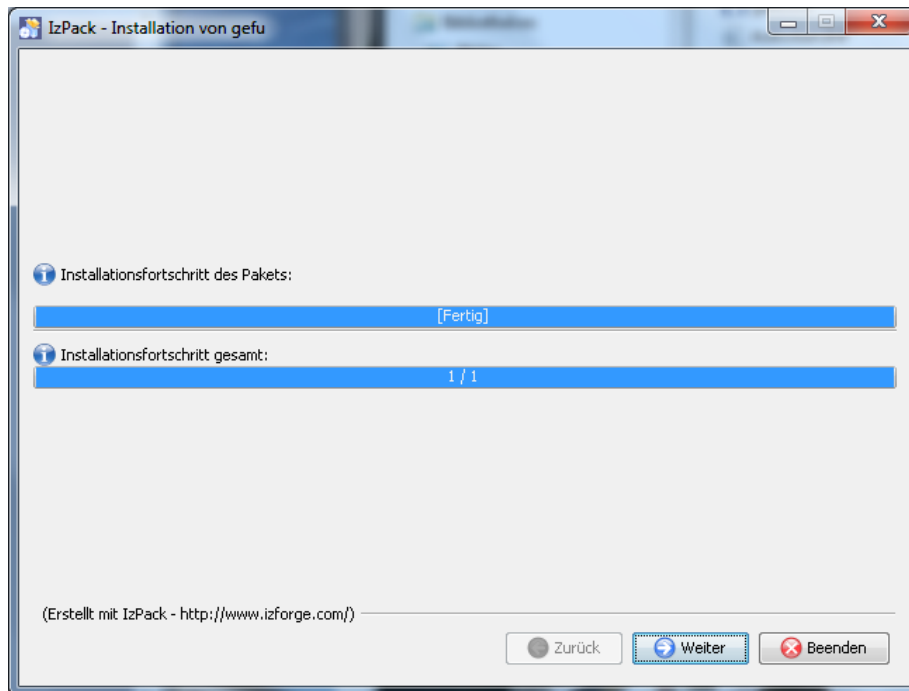 IzPack - Installation von gefu
Installationsfortschritt des Pakets:
[Fertig]
Installationsfortschritt gesamt:
1 / 1
(Erstellt mit IzPack - http://www.izforge.com/)
Zurück Weiter Beenden